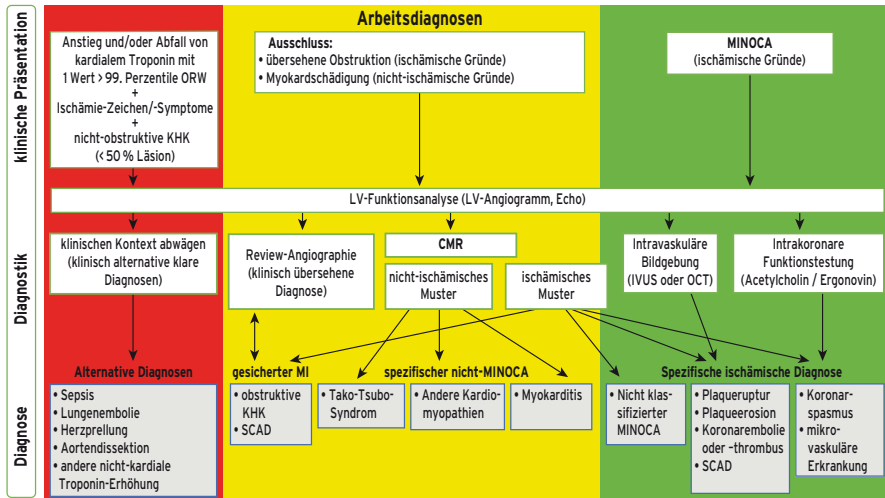 Arbeitsdiagnosen
klinische Präsentation
Anstieg und/oder Abfall von
kardialem Troponin mit
1 Wert > 99. Perzentile ORW
+
Ischämie-Zeichen/-Symptome
+
nicht-obstruktive KHK
(< 50 % Läsion)
Ausschluss:
• übersehene Obstruktion (ischämische Gründe)
• Myokardschädigung (nicht-ischämische Gründe)
MINOCA
(ischämische Gründe)
LV-Funktionsanalyse (LV-Angiogramm, Echo)
Diagnostik
klinischen Kontext abwägen
(klinisch alternative klare
Diagnosen)
Review-Angiographie
(klinisch übersehene
Diagnose)
CMR
nicht-ischämisches
Muster
ischämisches
Muster
Intravaskuläre
Bildgebung
(IVUS oder OCT)
Intrakoronare
Funktionstestung
(Acetylcholin / Ergonovin)
Diagnose
Alternative Diagnosen
• Sepsis
• Lungenembolie
• Herzprellung
• Aortendissektion
• andere nicht-kardiale
Troponin-Erhöhung
gesicherter MI
• obstruktive
KHK
• SCAD
spezifischer nicht-MINOCA
• Tako-Tsubo-
Syndrom
• Andere Kardio-
myopathien
• Myokarditis
Spezifische ischämische Diagnose
• Nicht klas-
sifizierter
MINOCA
• Plaqueruptur
• Plaqueerosion
• Koronarembolie
oder –thrombus
• SCAD
• Koronar-
spasmus
• mikro-
vaskuläre
Erkrankung